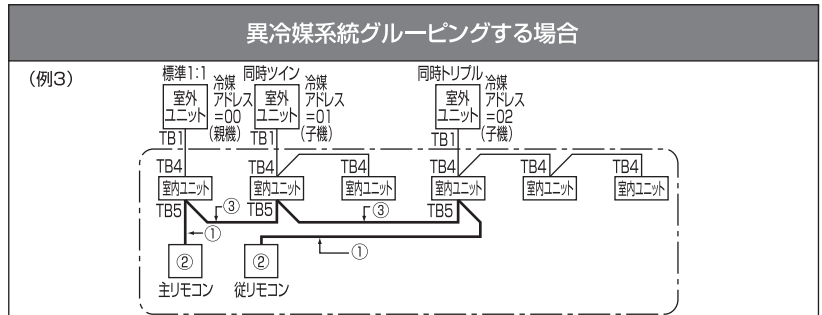 異冷媒系統グルーピングする場合
(例3)
標準1:1
室外
ユニット
冷媒
アドレス
=00
(親機)
TB1
同時ツイン
室外
ユニット
冷媒
アドレス
=01
(子機)
TB1
同時トリプル
室外
ユニット
冷媒
アドレス
=02
(子機)
TB1
TB4
室内ユニット
TB5
TB4
室内ユニット
TB5
TB4
室内ユニット
TB4
室内ユニット
TB5
TB4
室内ユニット
TB4
室内ユニット
③
③
①
①
②
主リモコン
②
従リモコン